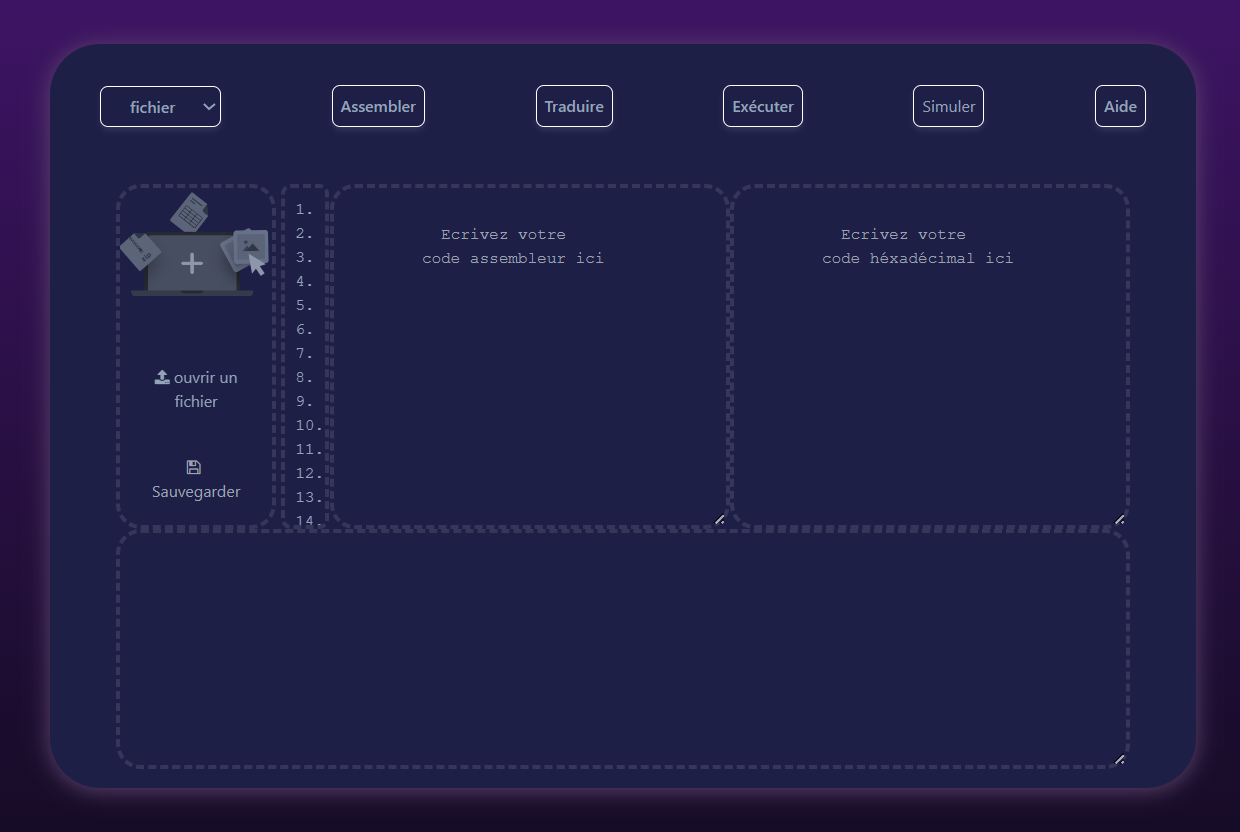 fichier
Assembler
Traduire
Exécuter
Simuler
Aide
ouvrir un
fichier
Sauvegarder
1.
2.
3.
4.
5.
6.
7.
8.
9.
10.
11.
12.
13.
14.
Ecrivez votre
code assembleur ici
Ecrivez votre
code héxadécimal ici